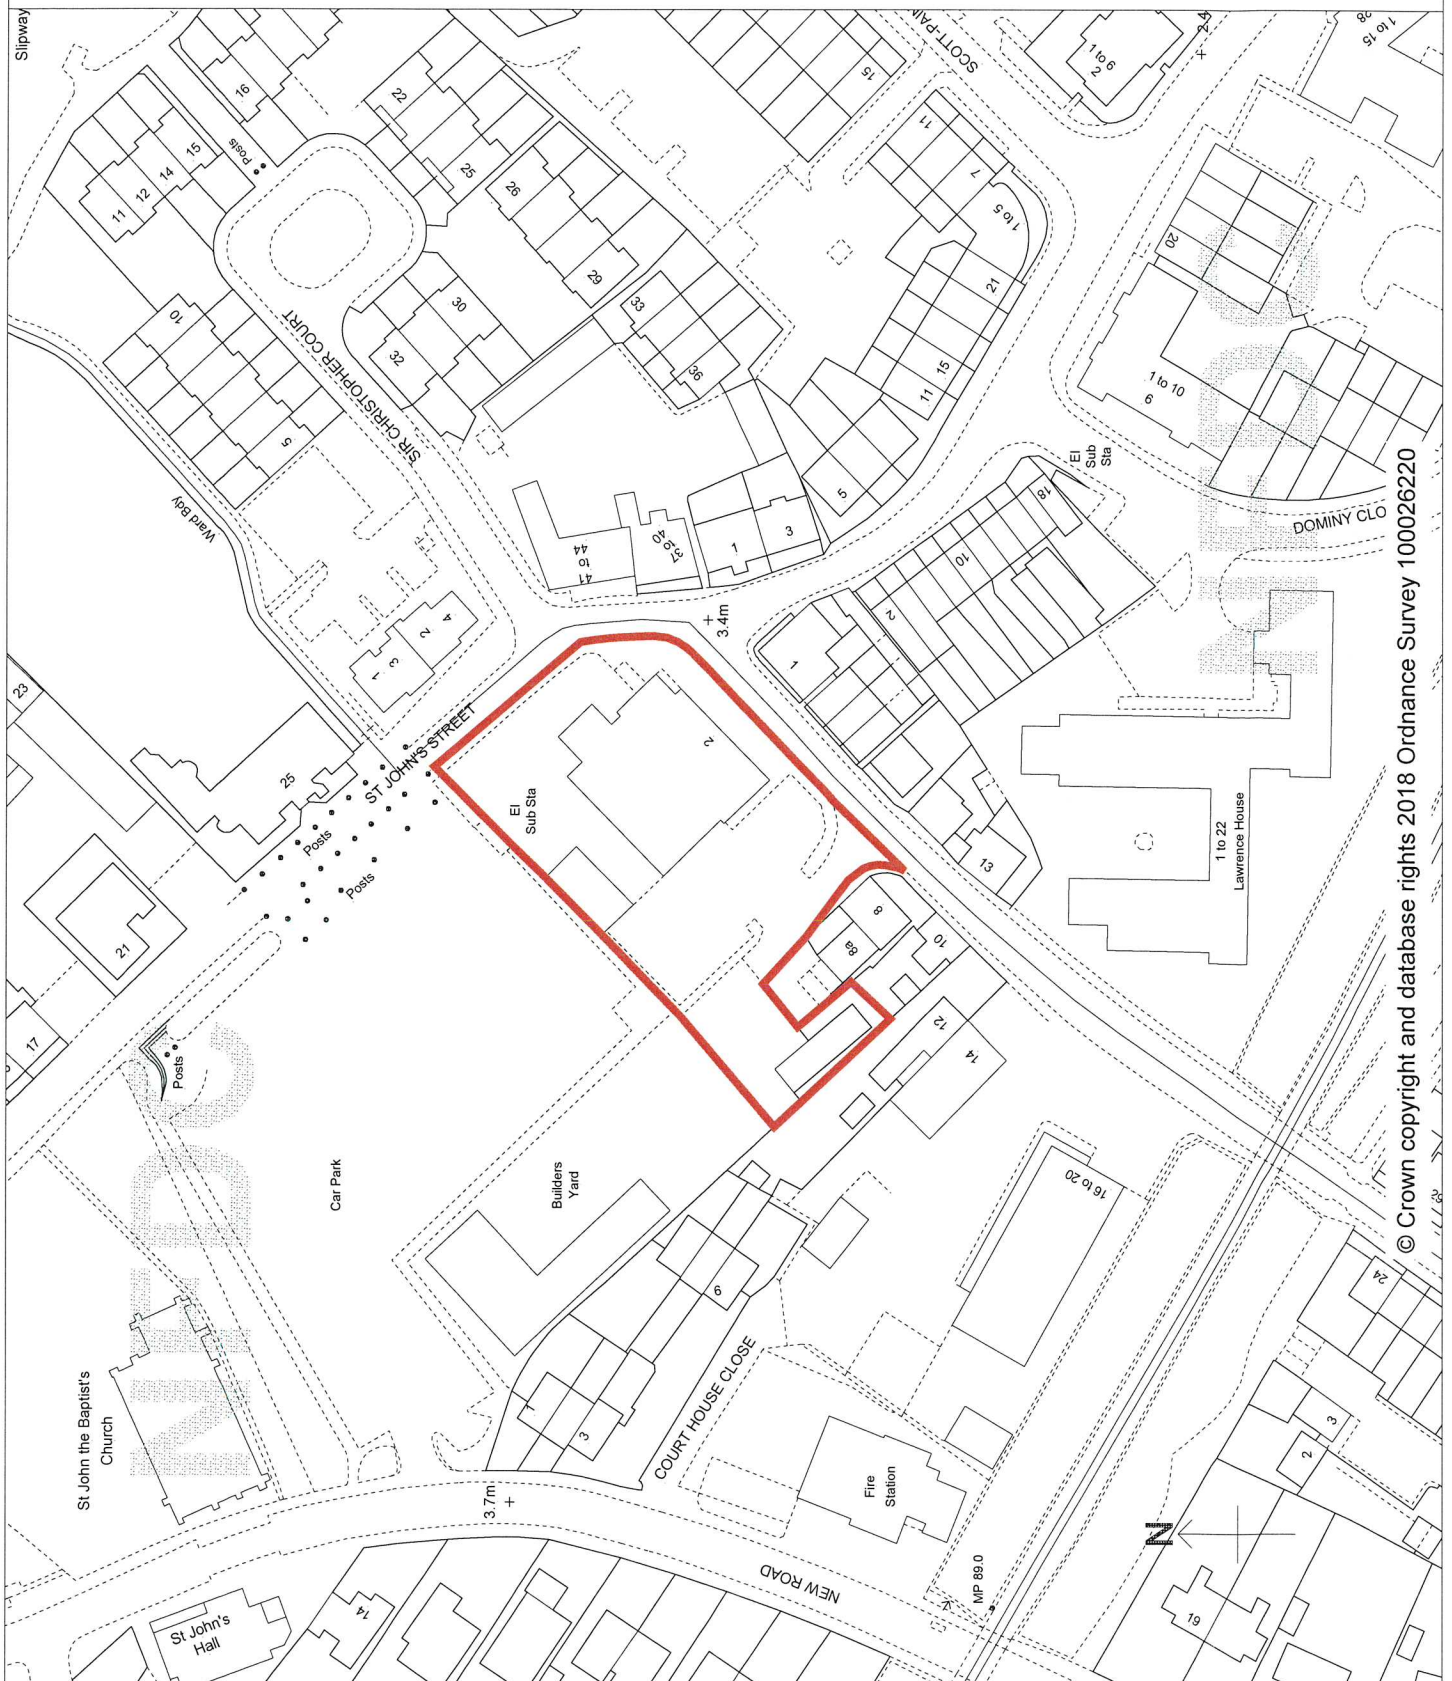 Slipway
16
22
15
14
12
11
Posts
25
26
29
33
36
30
32
10
5
SIR CHRISTOPHER COURT
Ward Bdy
SCOTT-PAIN
15
11
7
1 to 5
21
15
11
5
1 to 6
2
2.4
28
1 to 15
20
1 to 10
6
El
Sub
Sta
DOMINY CLO
41
to
44
37 to 40
1
3
3.4m
18
10
2
1
1
3
2
4
ST JOHN'S STREET
23
25
21
17
Posts
Posts
Posts
El
Sub Sta
2
8
8a
10
12
14
13
1 to 22
Lawrence House
NFDC
NFDC
Car Park
Builders
Yard
St John the Baptist's
Church
9
3
COURT HOUSE CLOSE
16 to 20
Fire
Station
3.7m
NEW ROAD
MP 89.0
St John's
Hall
14
N
19
2
3
24
© Crown copyright and database rights 2018 Ordnance Survey 100026220